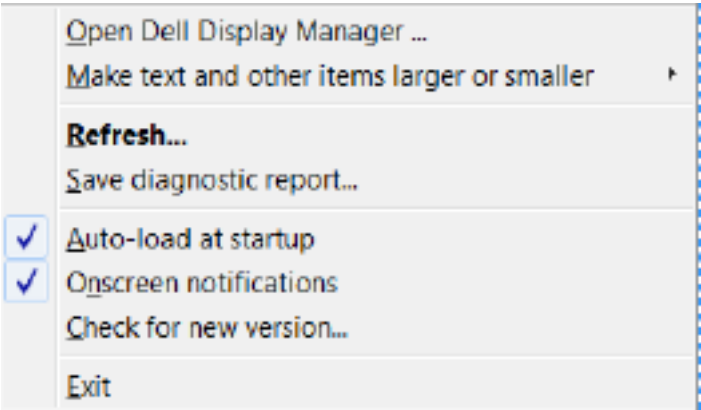 Open Dell Display Manager ...
Make text and other items larger or smaller
Refresh...
Save diagnostic report...
Auto-load at startup
Onscreen notifications
Check for new version...
Exit